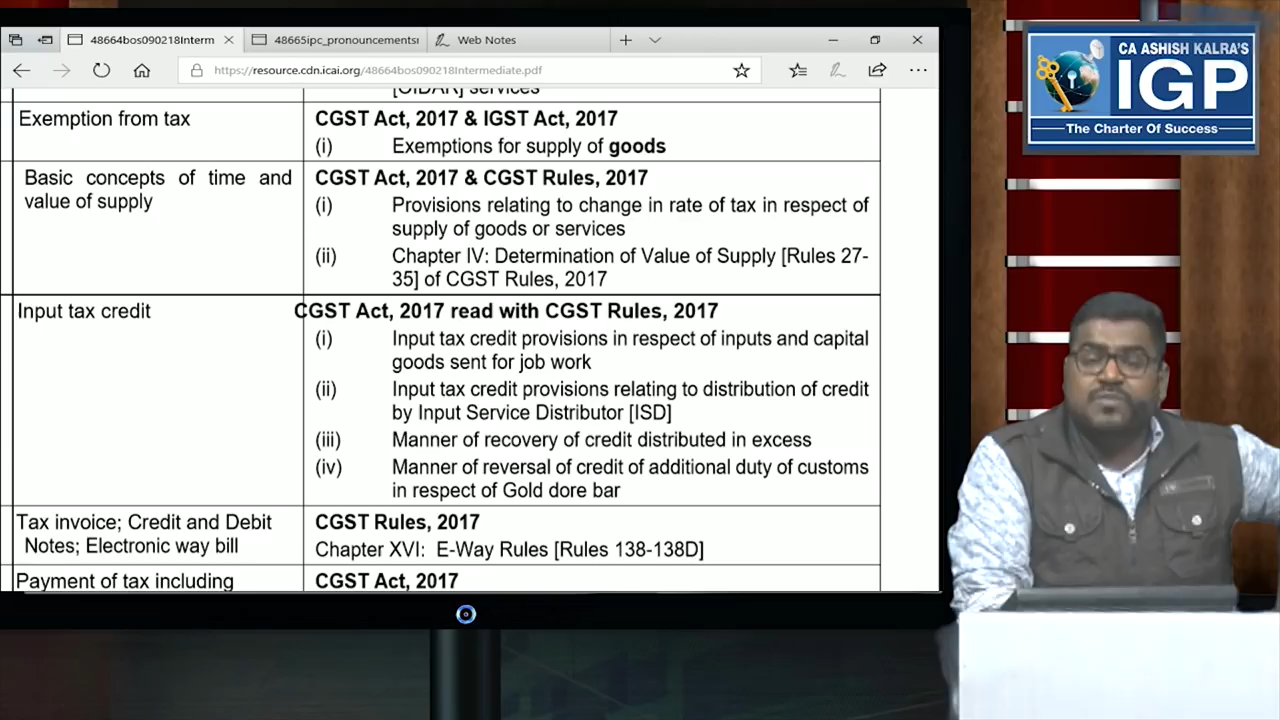 48664bos090218Interm
48665ipc_pronouncements
Web Notes
https://resource.cdn.icai.org/48664bos090218Intermediate.pdf
[OIDAR] services
Exemption from tax
CGST Act, 2017 & IGST Act, 2017
(i) Exemptions for supply of goods
Basic concepts of time and
value of supply
CGST Act, 2017 & CGST Rules, 2017
(i) Provisions relating to change in rate of tax in respect of
supply of goods or services
(ii) Chapter IV: Determination of Value of Supply [Rules 27-
35] of CGST Rules, 2017
Input tax credit
CGST Act, 2017 read with CGST Rules, 2017
(i) Input tax credit provisions in respect of inputs and capital
goods sent for job work
(ii) Input tax credit provisions relating to distribution of credit
by Input Service Distributor [ISD]
(iii) Manner of recovery of credit distributed in excess
(iv) Manner of reversal of credit of additional duty of customs
in respect of Gold dore bar
Tax invoice; Credit and Debit
Notes; Electronic way bill
CGST Rules, 2017
Chapter XVI: E-Way Rules [Rules 138-138D]
Payment of tax including
CGST Act, 2017
CA ASHISH KALRA'S
IGP
The Charter Of Success